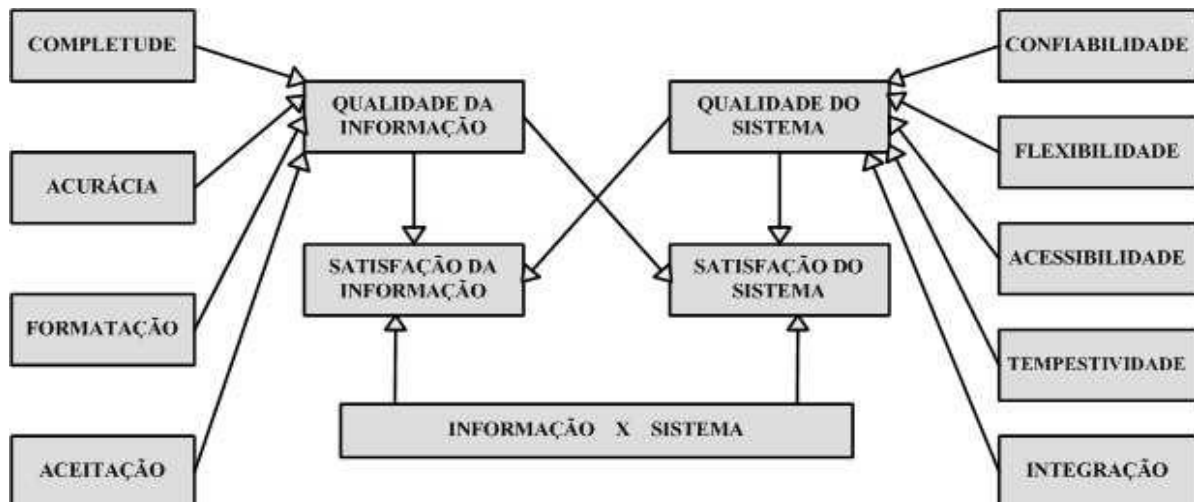 COMPLETUDE
CONFIABILIDADE
QUALIDADE DA
INFORMAÇÃO
QUALIDADE DO
SISTEMA
FLEXIBILIDADE
ACURÁCIA
ACESSIBILIDADE
SATISFAÇÃO DA
INFORMAÇÃO
SATISFAÇÃO DO
SISTEMA
FORMATAÇÃO
TEMPESTIVIDADE
INFORMAÇÃO X SISTEMA
ACEITAÇÃO
INTEGRAÇÃO